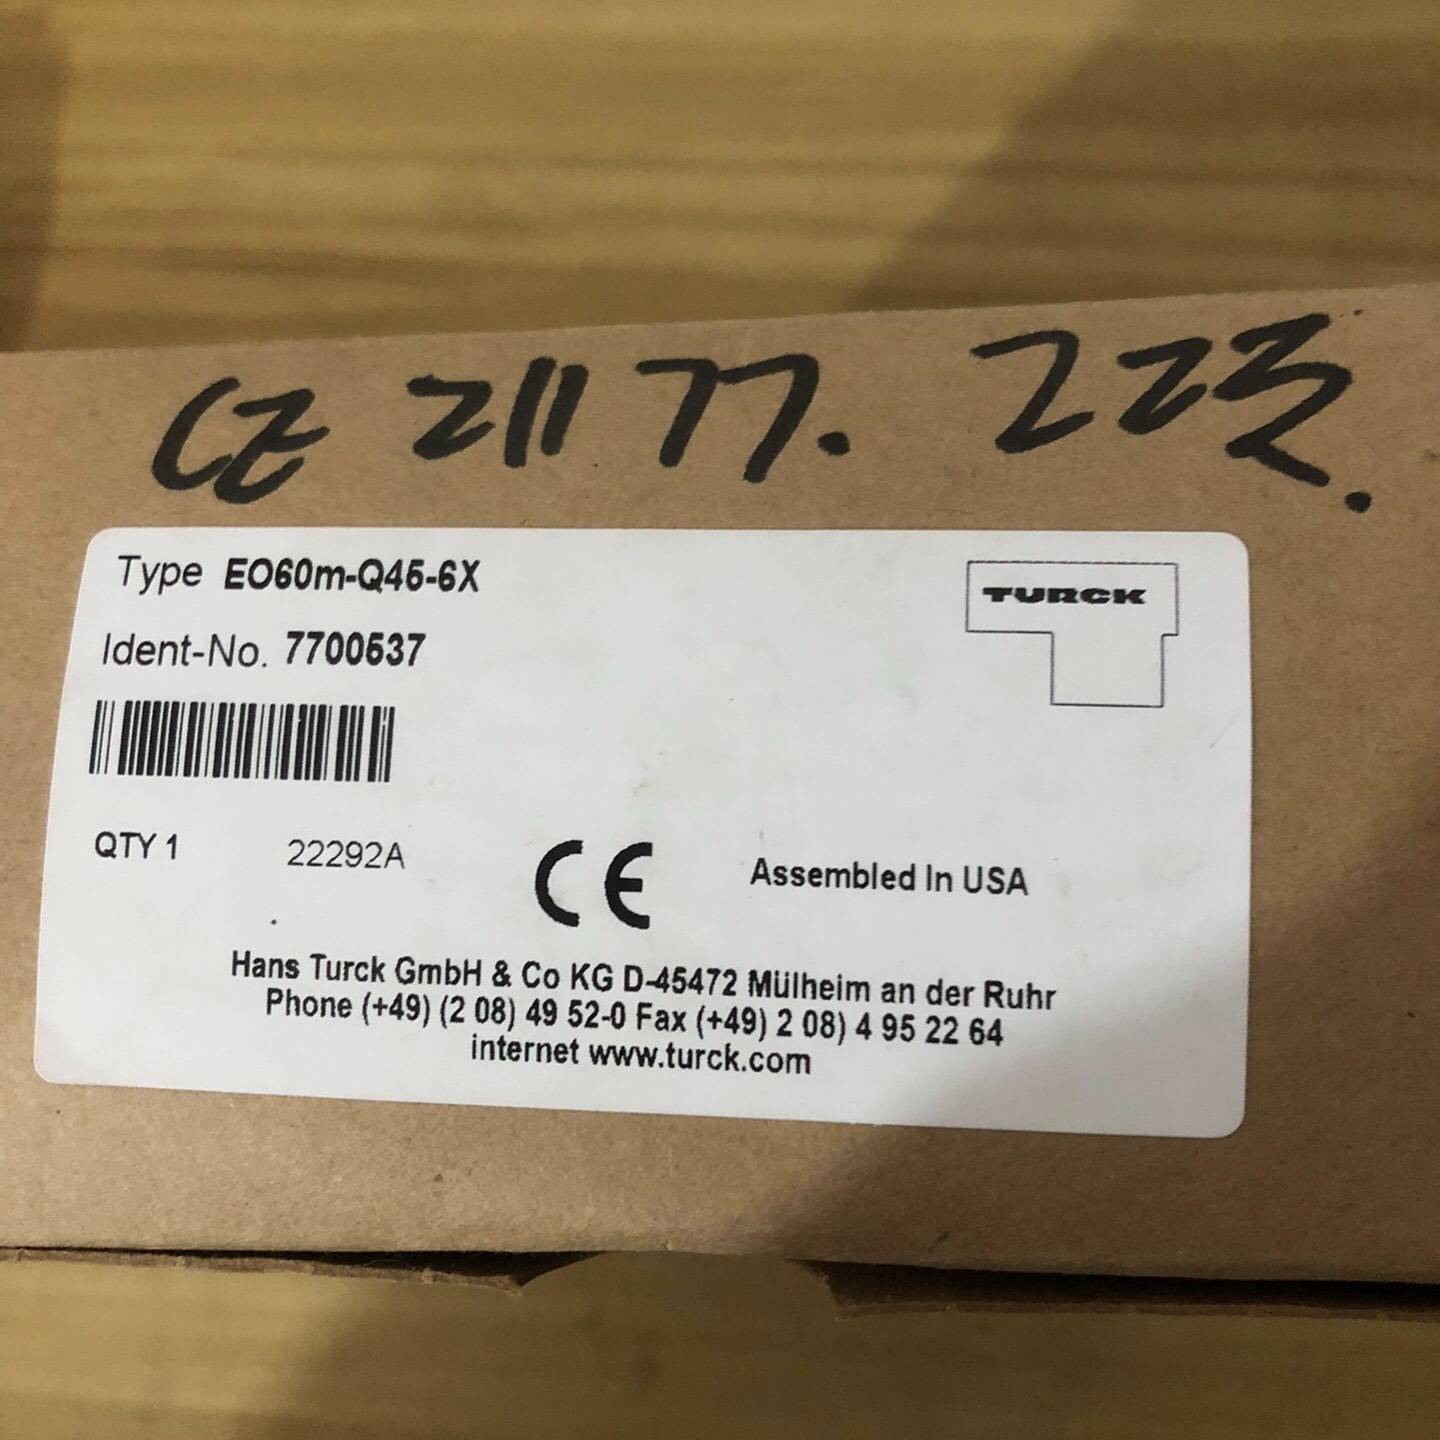 CZ 21177. 223.
Type EO60m-Q45-6X
TURCK
Ident-No. 7700537
QTY 1 22292A CE Assembled In USA
Hans Turck GmbH & Co KG D-45472 Mülheim an der Ruhr
Phone (+49) (2 08) 49 52-0 Fax (+49) 2 08) 4 95 22 64
internet www.turck.com